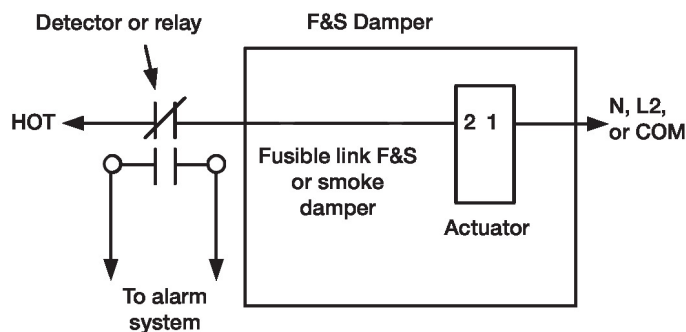 Detector or relay
F&S Damper
HOT
2 1
N, L2,
or COM
Fusible link F&S
or smoke
damper
Actuator
To alarm
system